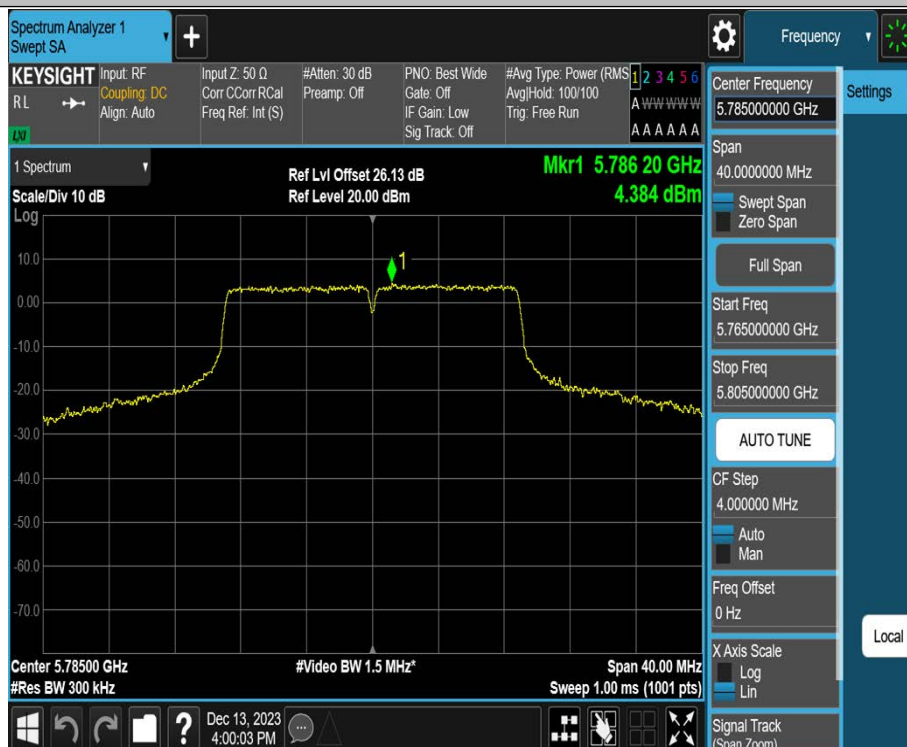 Spectrum Analyzer 1
Swept SA
Frequency
KEYSIGHT
RL
LXI
Input: RF
Coupling: DC
Align: Auto
Input Z: 50 Ω
Corr CCorr RCal
Freq Ref: Int (S)
#Atten: 30 dB
Preamp: Off
PNO: Best Wide
Gate: Off
IF Gain: Low
Sig Track: Off
#Avg Type: Power (RMS
Avg|Hold: 100/100
Trig: Free Run
1 2 3 4 5 6
A W W W W W
A A A A A A
1 Spectrum
Scale/Div 10 dB
Log
Ref Lvl Offset 26.13 dB
Ref Level 20.00 dBm
Mkr1 5.786 20 GHz
4.384 dBm
1
10.0
0.00
-10.0
-20.0
-30.0
-40.0
-50.0
-60.0
-70.0
Center 5.78500 GHz
#Res BW 300 kHz
#Video BW 1.5 MHz*
Span 40.00 MHz
Sweep 1.00 ms (1001 pts)
?
Dec 13, 2023
4:00:03 PM
Center Frequency
5.785000000 GHz
Span
40.0000000 MHz
Swept Span
Zero Span
Full Span
Start Freq
5.765000000 GHz
Stop Freq
5.805000000 GHz
AUTO TUNE
CF Step
4.000000 MHz
Auto
Man
Freq Offset
0 Hz
X Axis Scale
Log
Lin
Signal Track
(Span Zoom)
Settings
Local